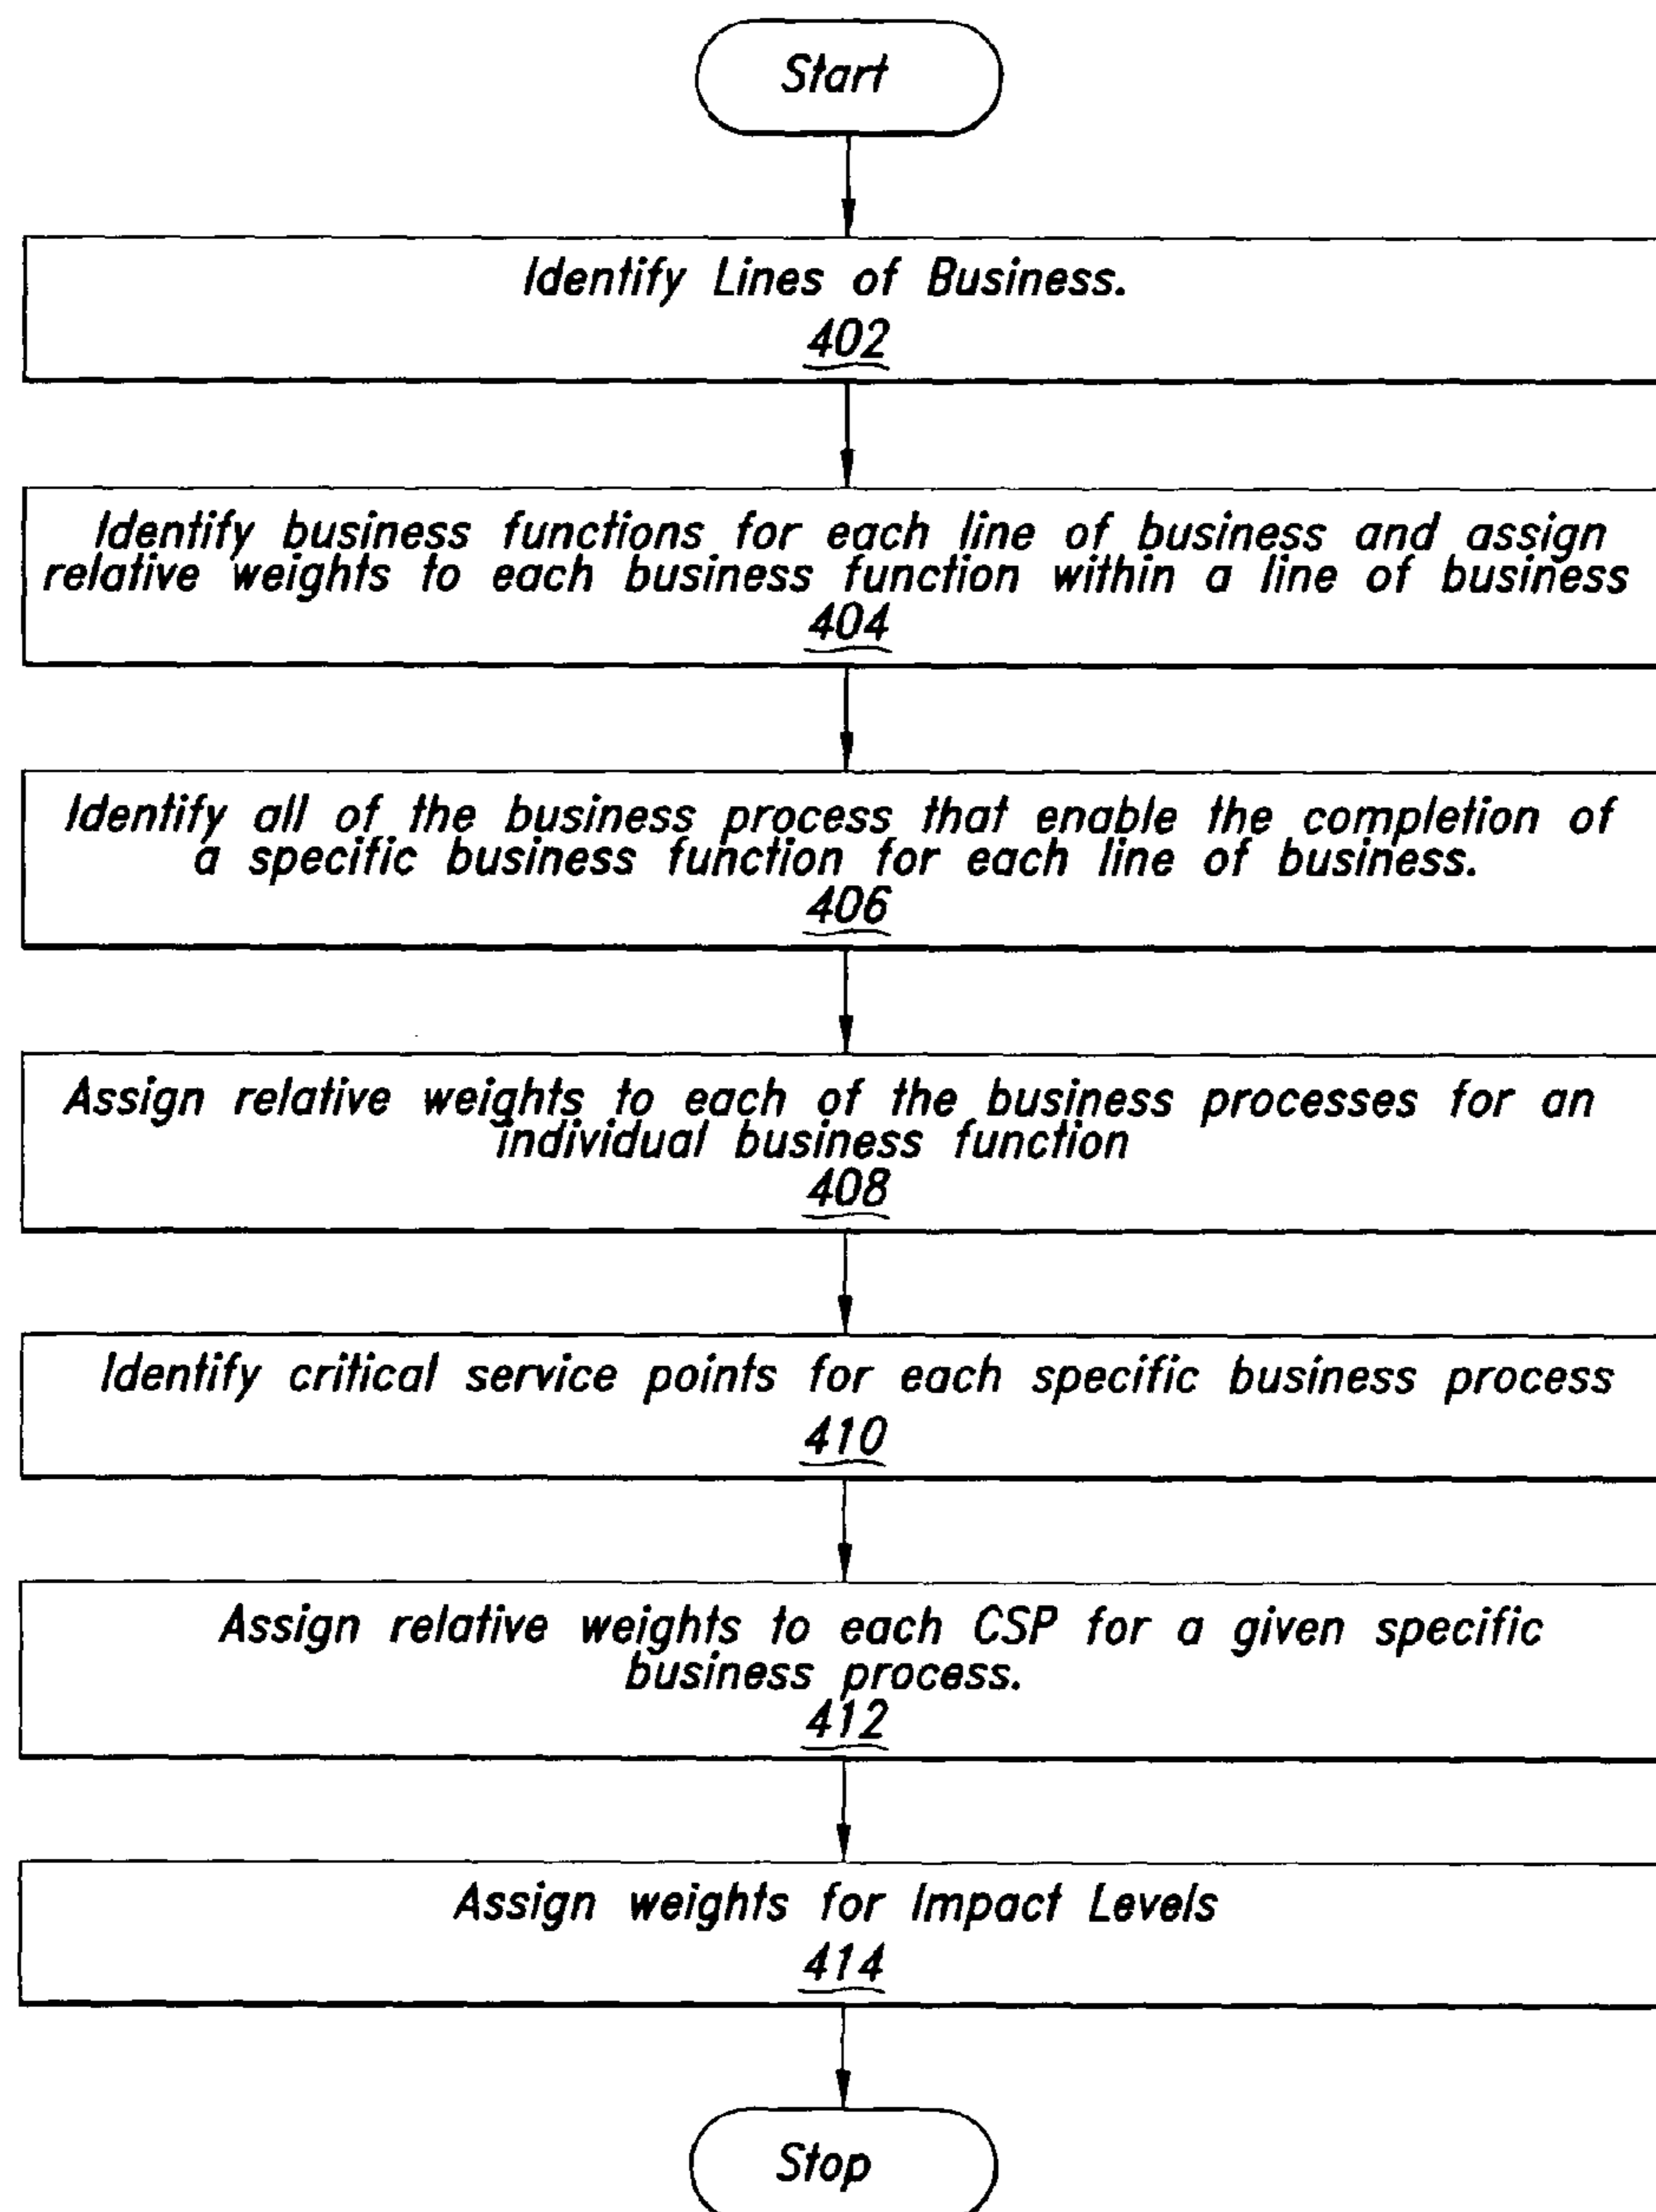 Start
Identify Lines of Business.
402
Identify business functions for each line of business and assign
relative weights to each business function within a line of business
404
Identify all of the business process that enable the completion of
a specific business function for each line of business.
406
Assign relative weights to each of the business processes for an
individual business function
408
Identify critical service points for each specific business process
410
Assign relative weights to each CSP for a given specific
business process.
412
Assign weights for Impact Levels
414
Stop